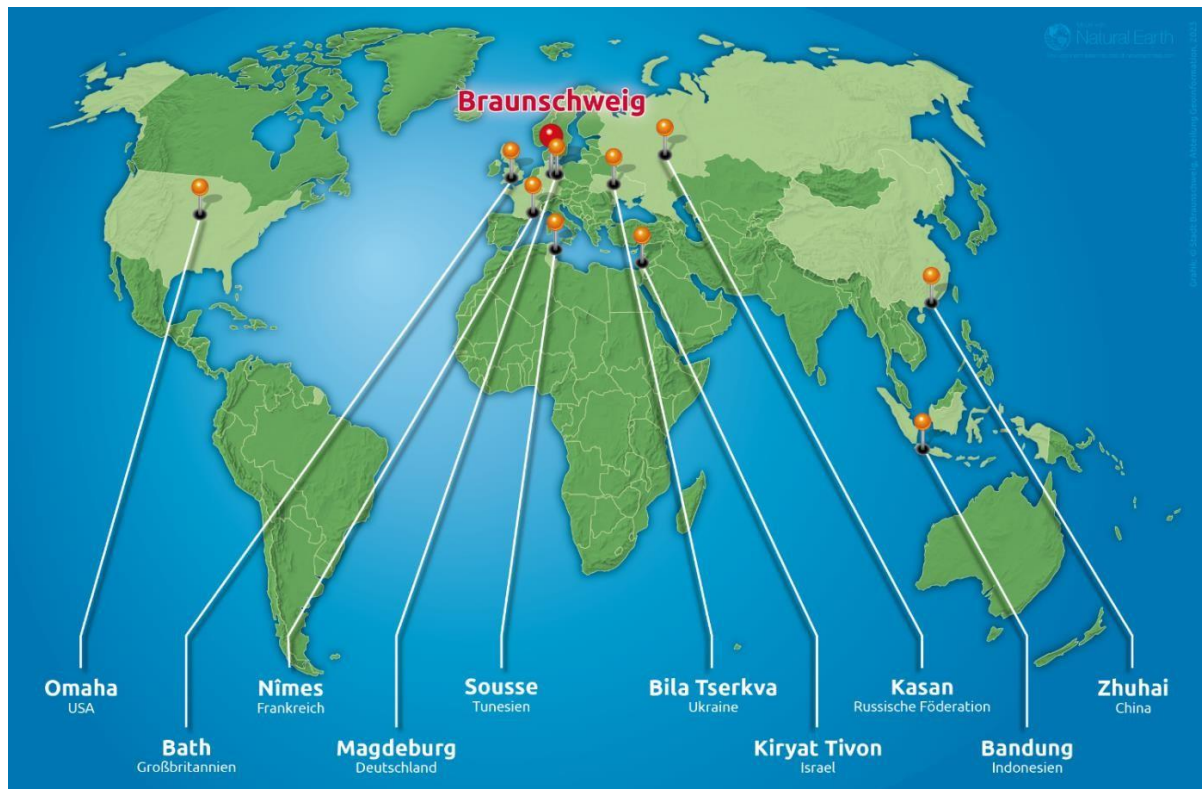 Braunschweig
Natural Earth
Omaha
USA
Nîmes
Frankreich
Sousse
Tunesien
Bila Tserkva
Ukraine
Kasan
Russische Föderation
Zhuhai
China
Bath
Großbritannien
Magdeburg
Deutschland
Kiryat Tivon
Israel
Bandung
Indonesien